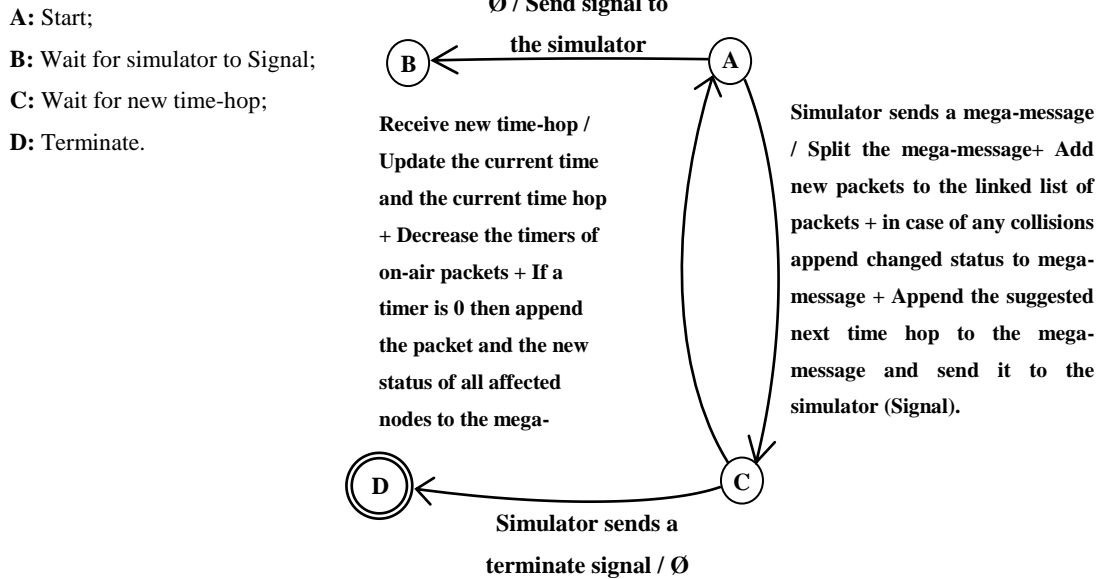 A: Start;
B: Wait for simulator to Signal;
C: Wait for new time-hop;
D: Terminate.
Ø / Send signal to
the simulator
B
A
Receive new time-hop /
Update the current time
and the current time hop
+ Decrease the timers of
on-air packets + If a
timer is 0 then append
the packet and the new
status of all affected
nodes to the mega-
Simulator sends a mega-message
/ Split the mega-message+ Add
new packets to the linked list of
packets + in case of any collisions
append changed status to mega-
message + Append the suggested
next time hop to the mega-
message and send it to the
simulator (Signal).
D
C
Simulator sends a
terminate signal / Ø